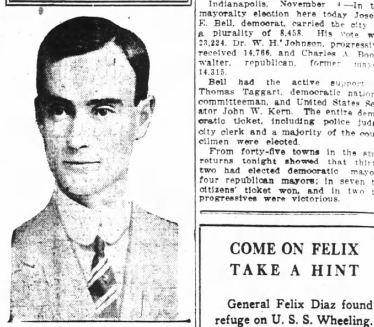 Indianapolis, November 4—In t
mayoralty election here today Jose
E. Bell, democrat, carried the city
a plurality of 8,458. His vote w
23,224. Dr. W. H. Johnson, progressiv
received 14,766, and Charles A. Boo
walter, republican, former mayo
14,315.
Bell had the active support
Thomas Taggart, democratic nation
committeeman, and United States Se
ator John W. Kern. The entire dem
ocratic ticket, including police judg
city clerk and a majority of the cou
cilmen were elected.
From forty-five towns in the sta
returns tonight showed that thirt
two had elected democratic mayo
four republican mayors; in seven t
citizens' ticket won, and in two t
progressives were victorious.
COME ON FELIX
TAKE A HINT
General Felix Diaz found
refuge on U. S. S. Wheeling.